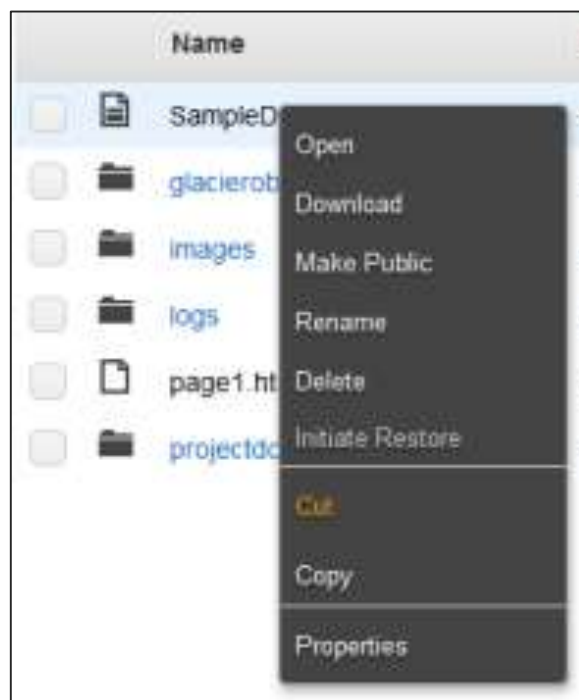 Name
SampleD
Open
glacierob
Download
images
Make Public
logs
Rename
page1.ht
Delete
projectdo
Initiate Restore
Cut
Copy
Properties